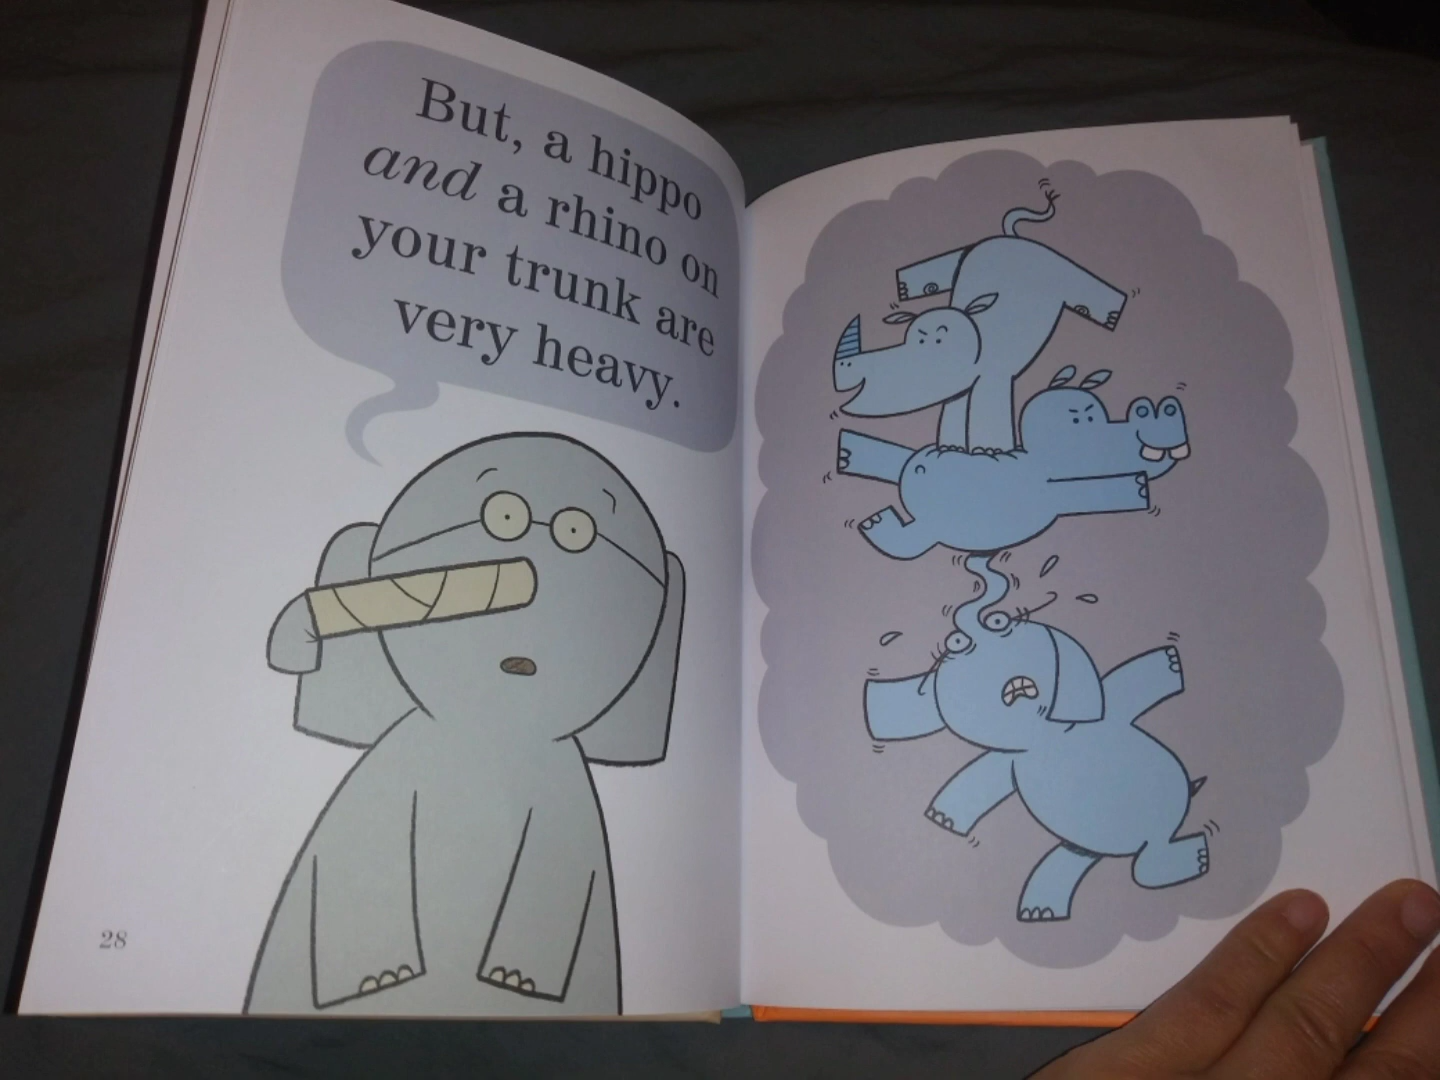 But, a hippo
and a rhino on
your trunk are
very heavy.
28